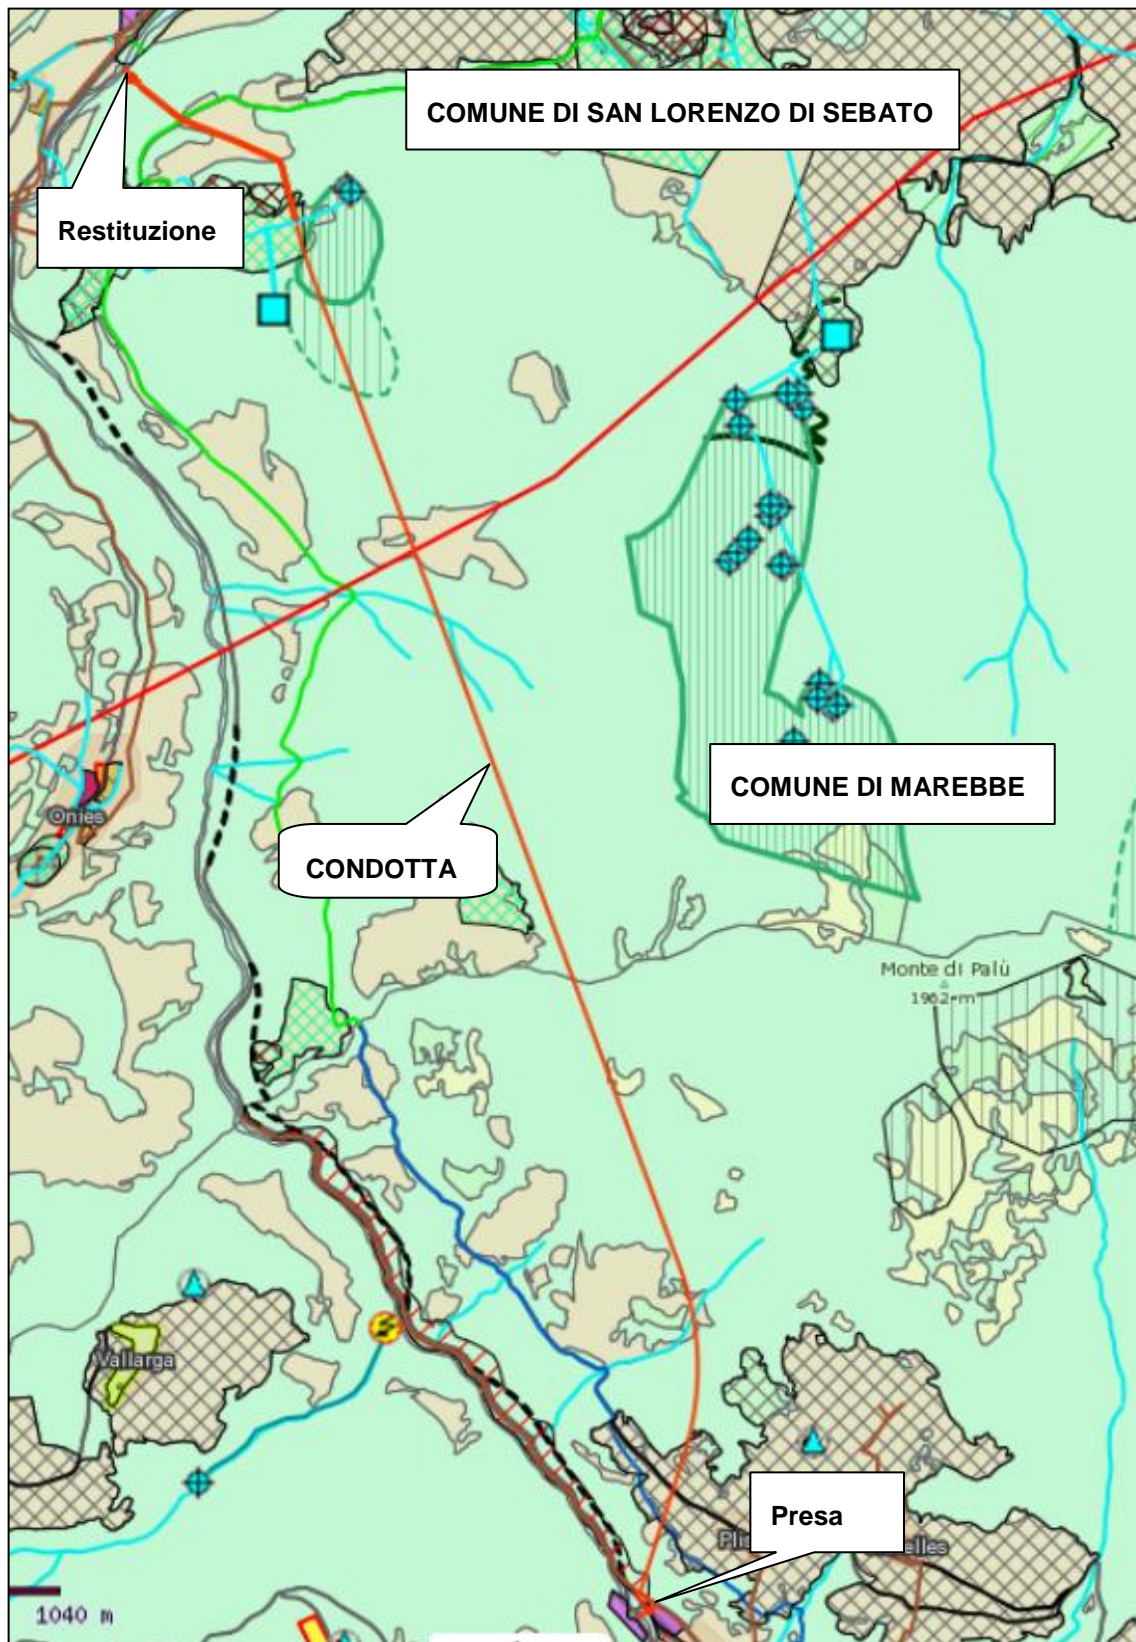 COMUNE DI SAN LORENZO DI SEBATO
Restituzione
COMUNE DI MAREBBE
Onies
CONDOTTA
Monte di Palù
1962 m
Vallarga
Presa
1040 m